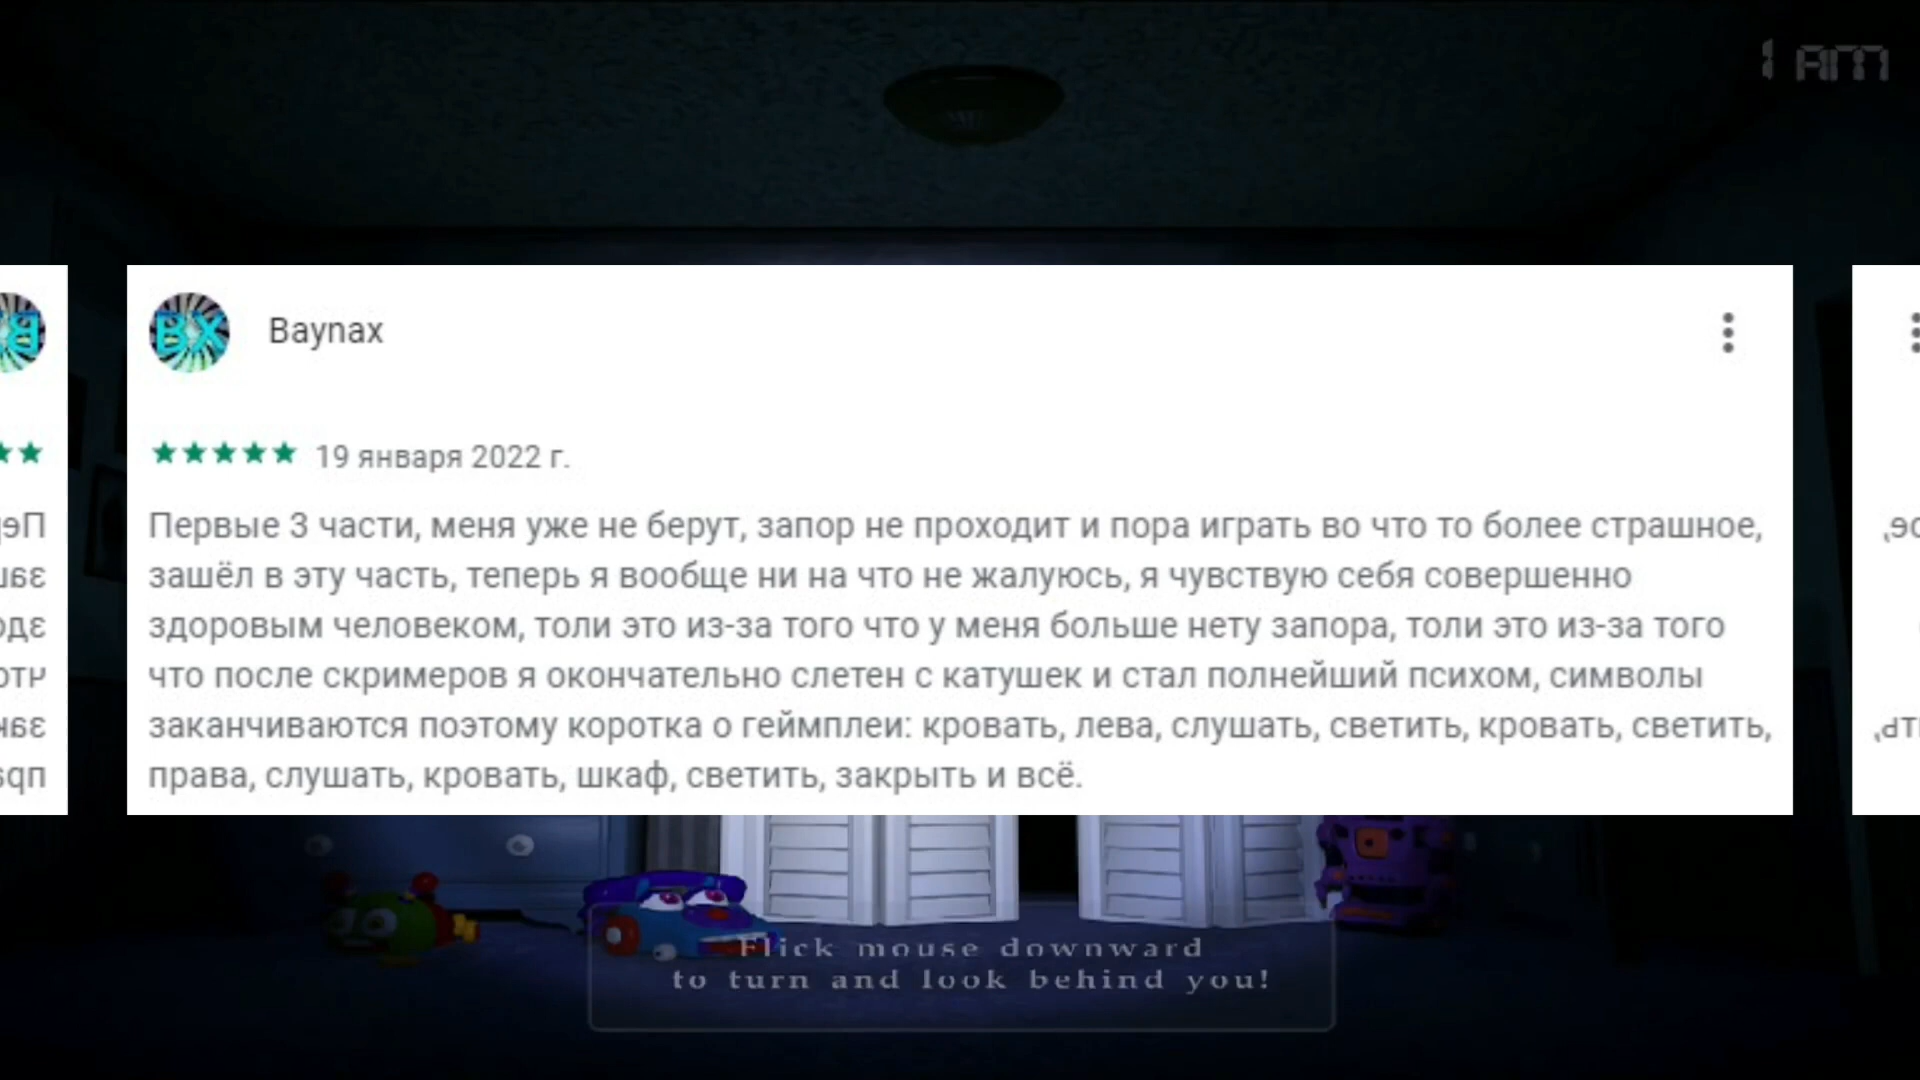 1 AM
BX
Baynax
19 января 2022 г.
Первые 3 части, меня уже не берут, запор не проходит и пора играть во что то более страшное,
зашёл в эту часть, теперь я вообще ни на что не жалуюсь, я чувствую себя совершенно
здоровым человеком, толи это из-за того что у меня больше нету запора, толи это из-за того
что после скримеров я окончательно слетен с катушек и стал полнейший психом, символы
заканчиваются поэтому коротка о геймплеи: кровать, лева, слушать, светить, кровать, светить,
права, слушать, кровать, шкаф, светить, закрыть и всё.
Flick mouse downward
to turn and look behind you!